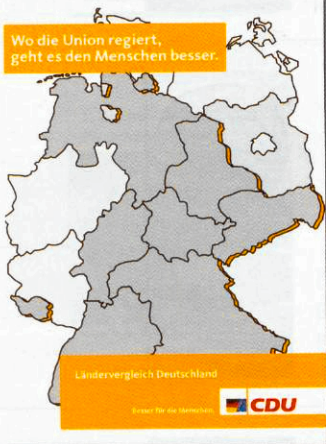 Wo die Union regiert,
geht es den Menschen besser.
Ländervergleich Deutschland
Besser für die Menschen.
CDU